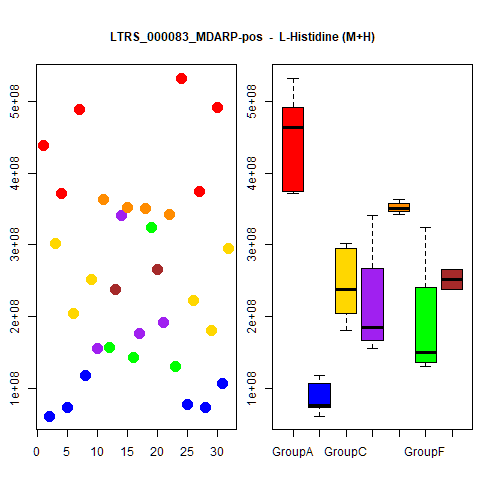 LTRS_000083_MDARP-pos - L-Histidine (M+H)
5e+08
4e+08
3e+08
2e+08
1e+08
0 5 10 15 20 25 30
5e+08
4e+08
3e+08
2e+08
1e+08
GroupA GroupC GroupF